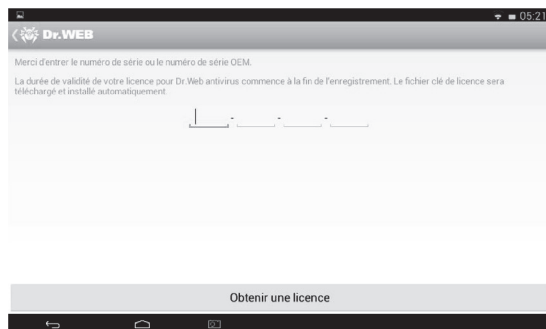 05:21
Dr.WEB
Merci d'entrer le numéro de série ou le numéro de série OEM.
La durée de validité de votre licence pour Dr.Web antivirus commence à la fin de l'enregistrement. Le fichier clé de licence sera
téléchargé et installé automatiquement.
- - -
Obtenir une licence